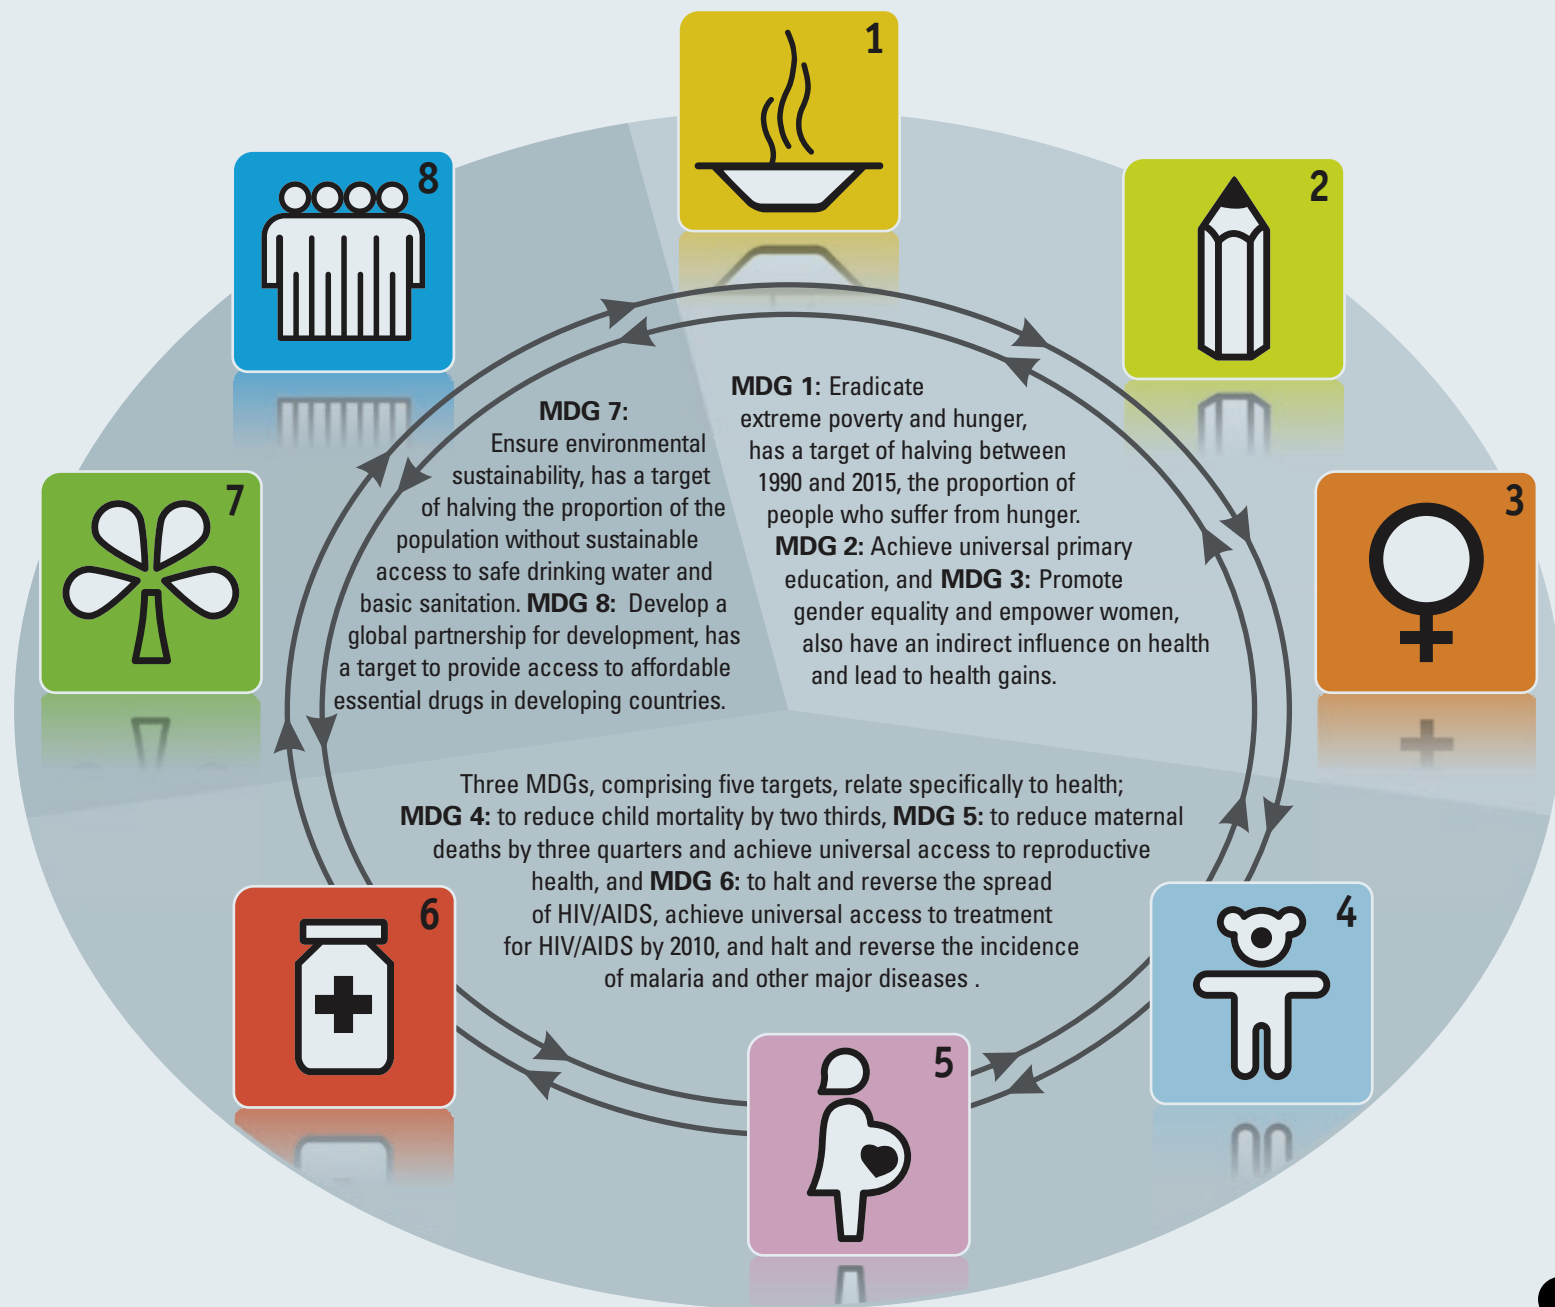 1
2
3
4
5
6
7
8
MDG 1: Eradicate
extreme poverty and hunger,
has a target of halving between
1990 and 2015, the proportion of
people who suffer from hunger.
MDG 2: Achieve universal primary
education, and MDG 3: Promote
gender equality and empower women,
also have an indirect influence on health
and lead to health gains.
Three MDGs, comprising five targets, relate specifically to health;
MDG 4: to reduce child mortality by two thirds, MDG 5: to reduce maternal
deaths by three quarters and achieve universal access to reproductive
health, and MDG 6: to halt and reverse the spread
of HIV/AIDS, achieve universal access to treatment
for HIV/AIDS by 2010, and halt and reverse the incidence
of malaria and other major diseases .
MDG 7:
Ensure environmental
sustainability, has a target
of halving the proportion of the
population without sustainable
access to safe drinking water and
basic sanitation. MDG 8: Develop a
global partnership for development, has
a target to provide access to affordable
essential drugs in developing countries.